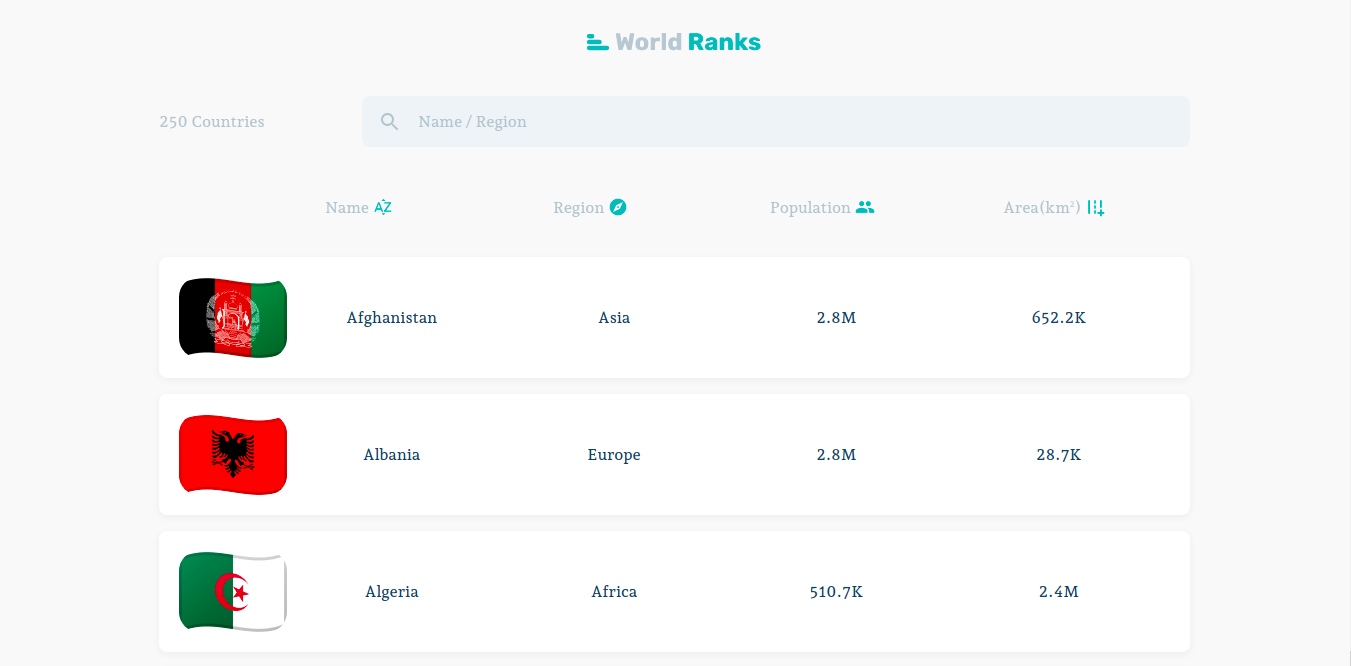 World Ranks
250 Countries
Name / Region
Name AZ Region Population Area(km²)
Afghanistan Asia 2.8M 652.2K
Albania Europe 2.8M 28.7K
Algeria Africa 510.7K 2.4M